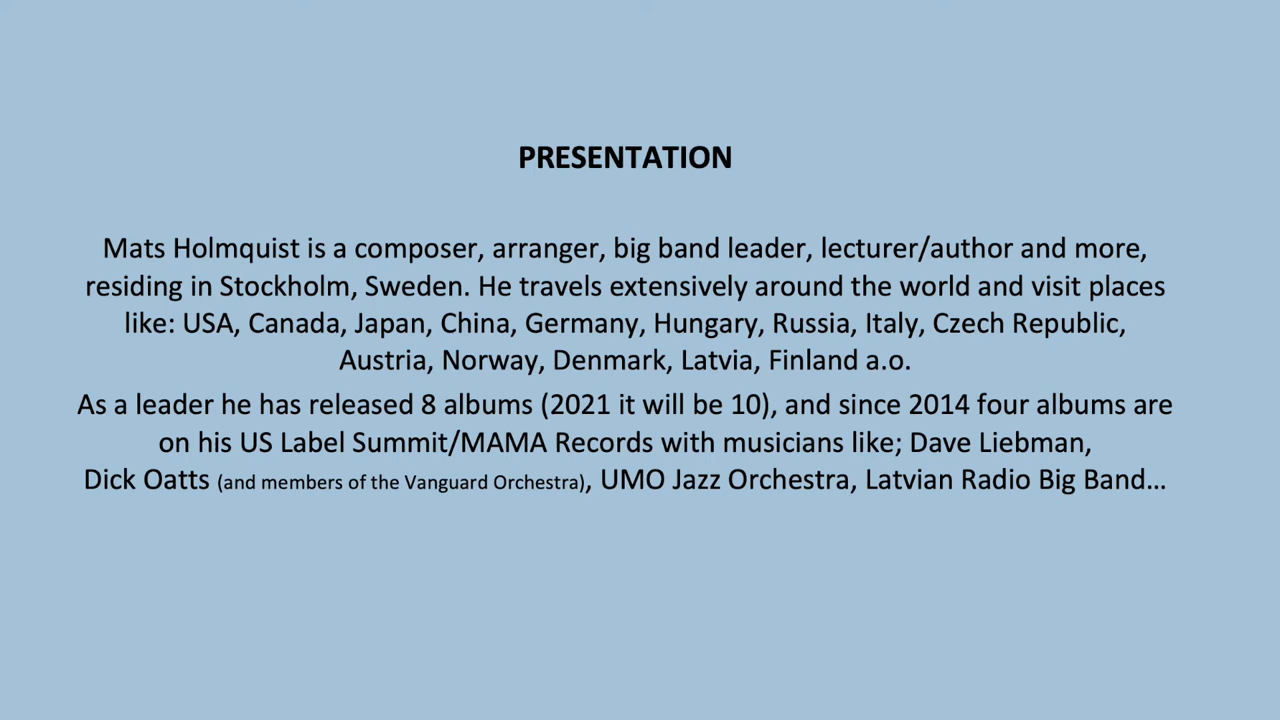 PRESENTATION
Mats Holmquist is a composer, arranger, big band leader, lecturer/author and more,
residing in Stockholm, Sweden. He travels extensively around the world and visit places
like: USA, Canada, Japan, China, Germany, Hungary, Russia, Italy, Czech Republic,
Austria, Norway, Denmark, Latvia, Finland a.o.
As a leader he has released 8 albums (2021 it will be 10), and since 2014 four albums are
on his US Label Summit/MAMA Records with musicians like; Dave Liebman,
Dick Oatts (and members of the Vanguard Orchestra), UMO Jazz Orchestra, Latvian Radio Big Band...